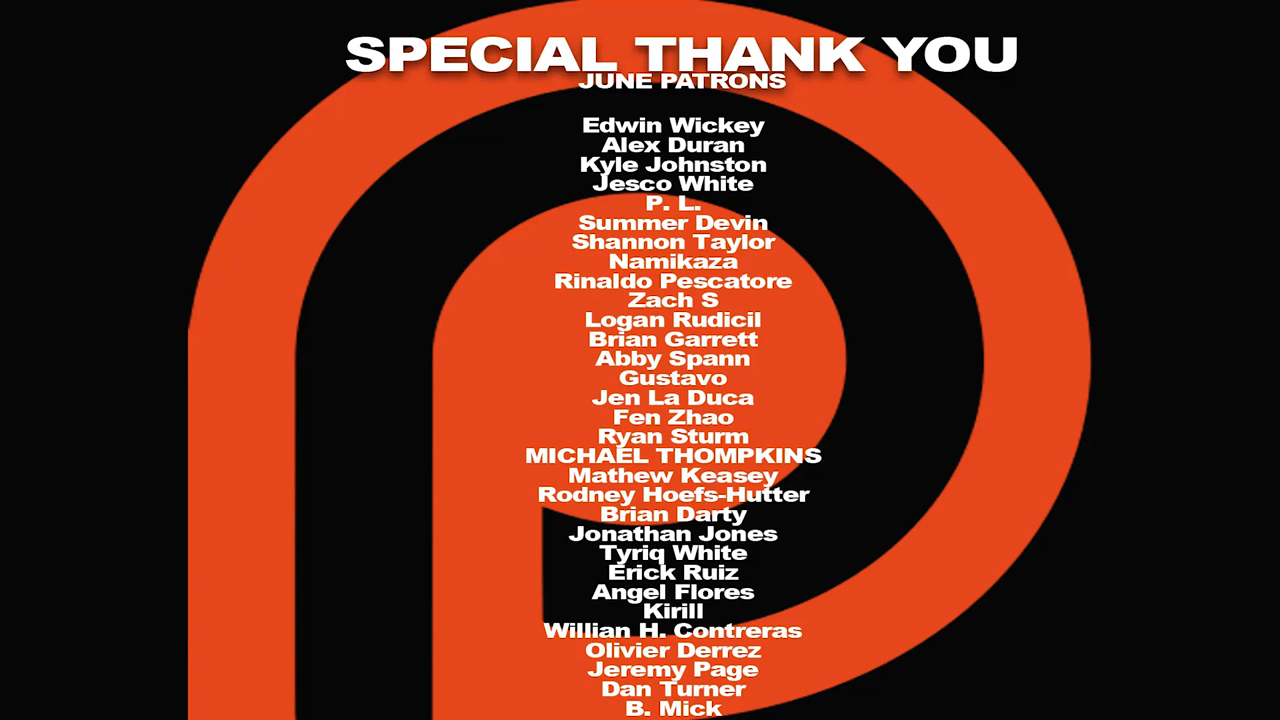 SPECIAL THANK YOU
JUNE PATRONS
Edwin Wickey
Alex Duran
Kyle Johnston
Jesco White
P. L.
Summer Devin
Shannon Taylor
Namikaza
Rinaldo Pescatore
Zach S
Logan Rudicil
Brian Garrett
Abby Spann
Gustavo
Jen La Duca
Fen Zhao
Ryan Sturm
MICHAEL THOMPKINS
Mathew Keasey
Rodney Hoefs-Hutter
Brian Darty
Jonathan Jones
Tyriq White
Erick Ruiz
Angel Flores
Kirill
Willian H. Contreras
Olivier Derrez
Jeremy Page
Dan Turner
B. Mick